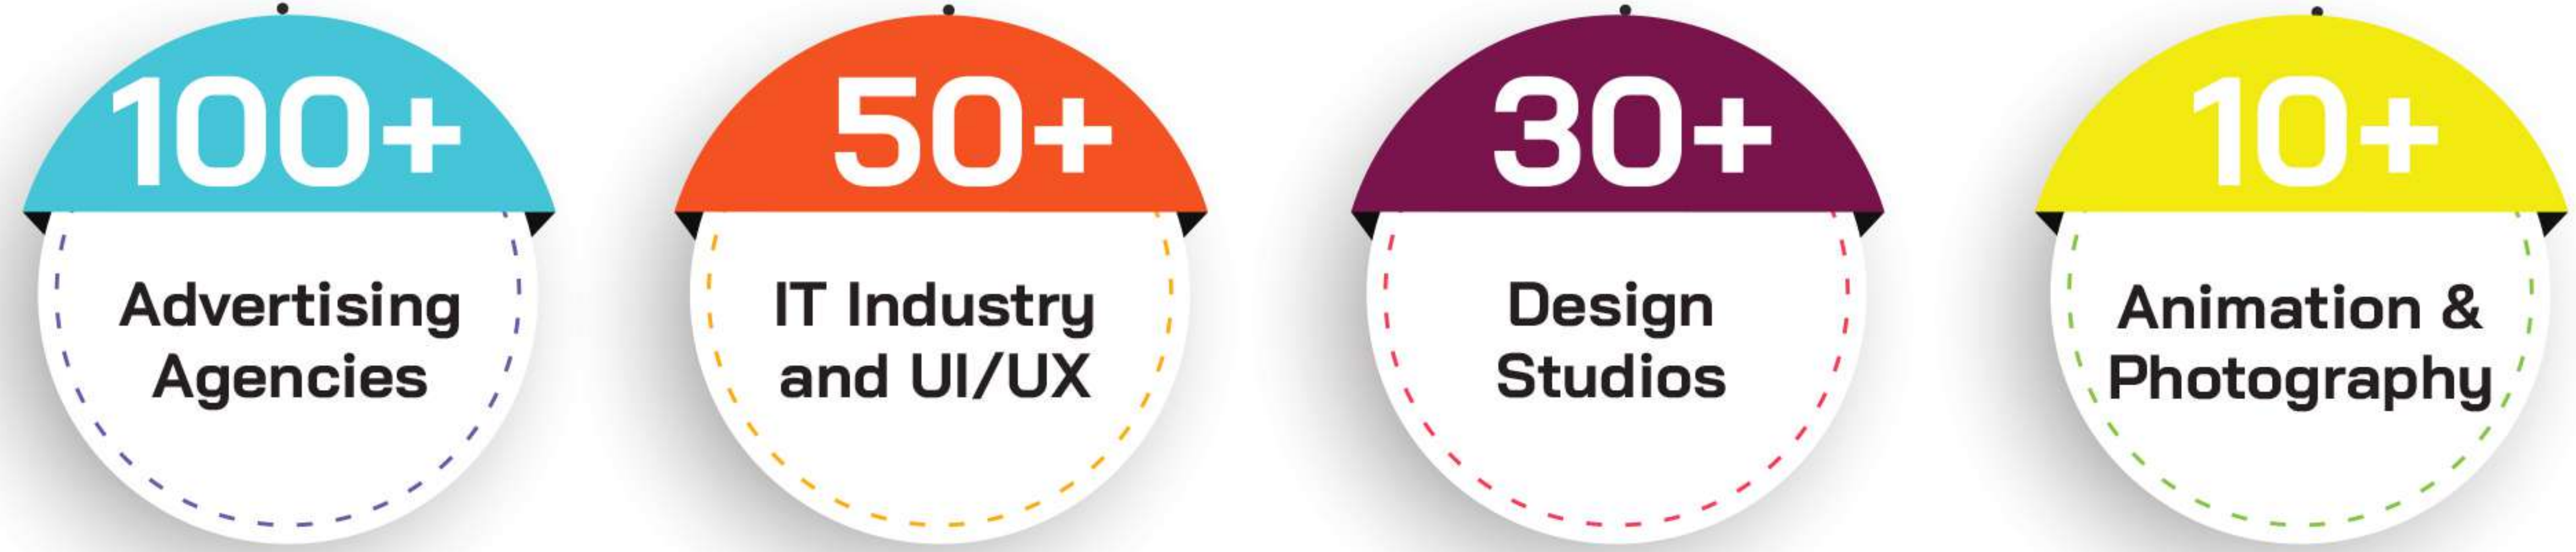 100+
Advertising
Agencies
50+
IT Industry
and UI/UX
30+
Design
Studios
10+
Animation &
Photography